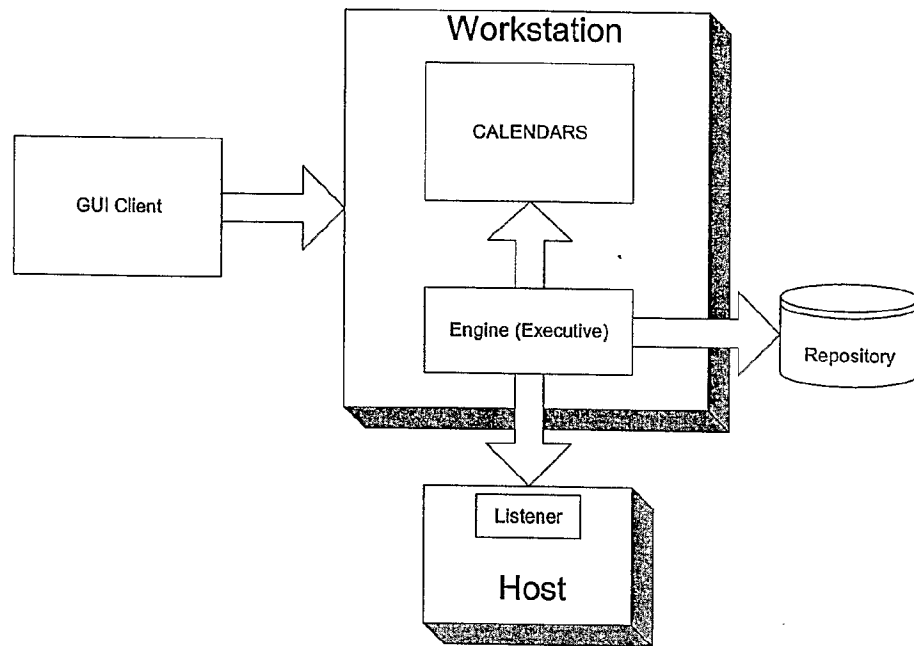 Workstation
CALENDARS
GUI Client
Engine (Executive)
Repository
Listener
Host